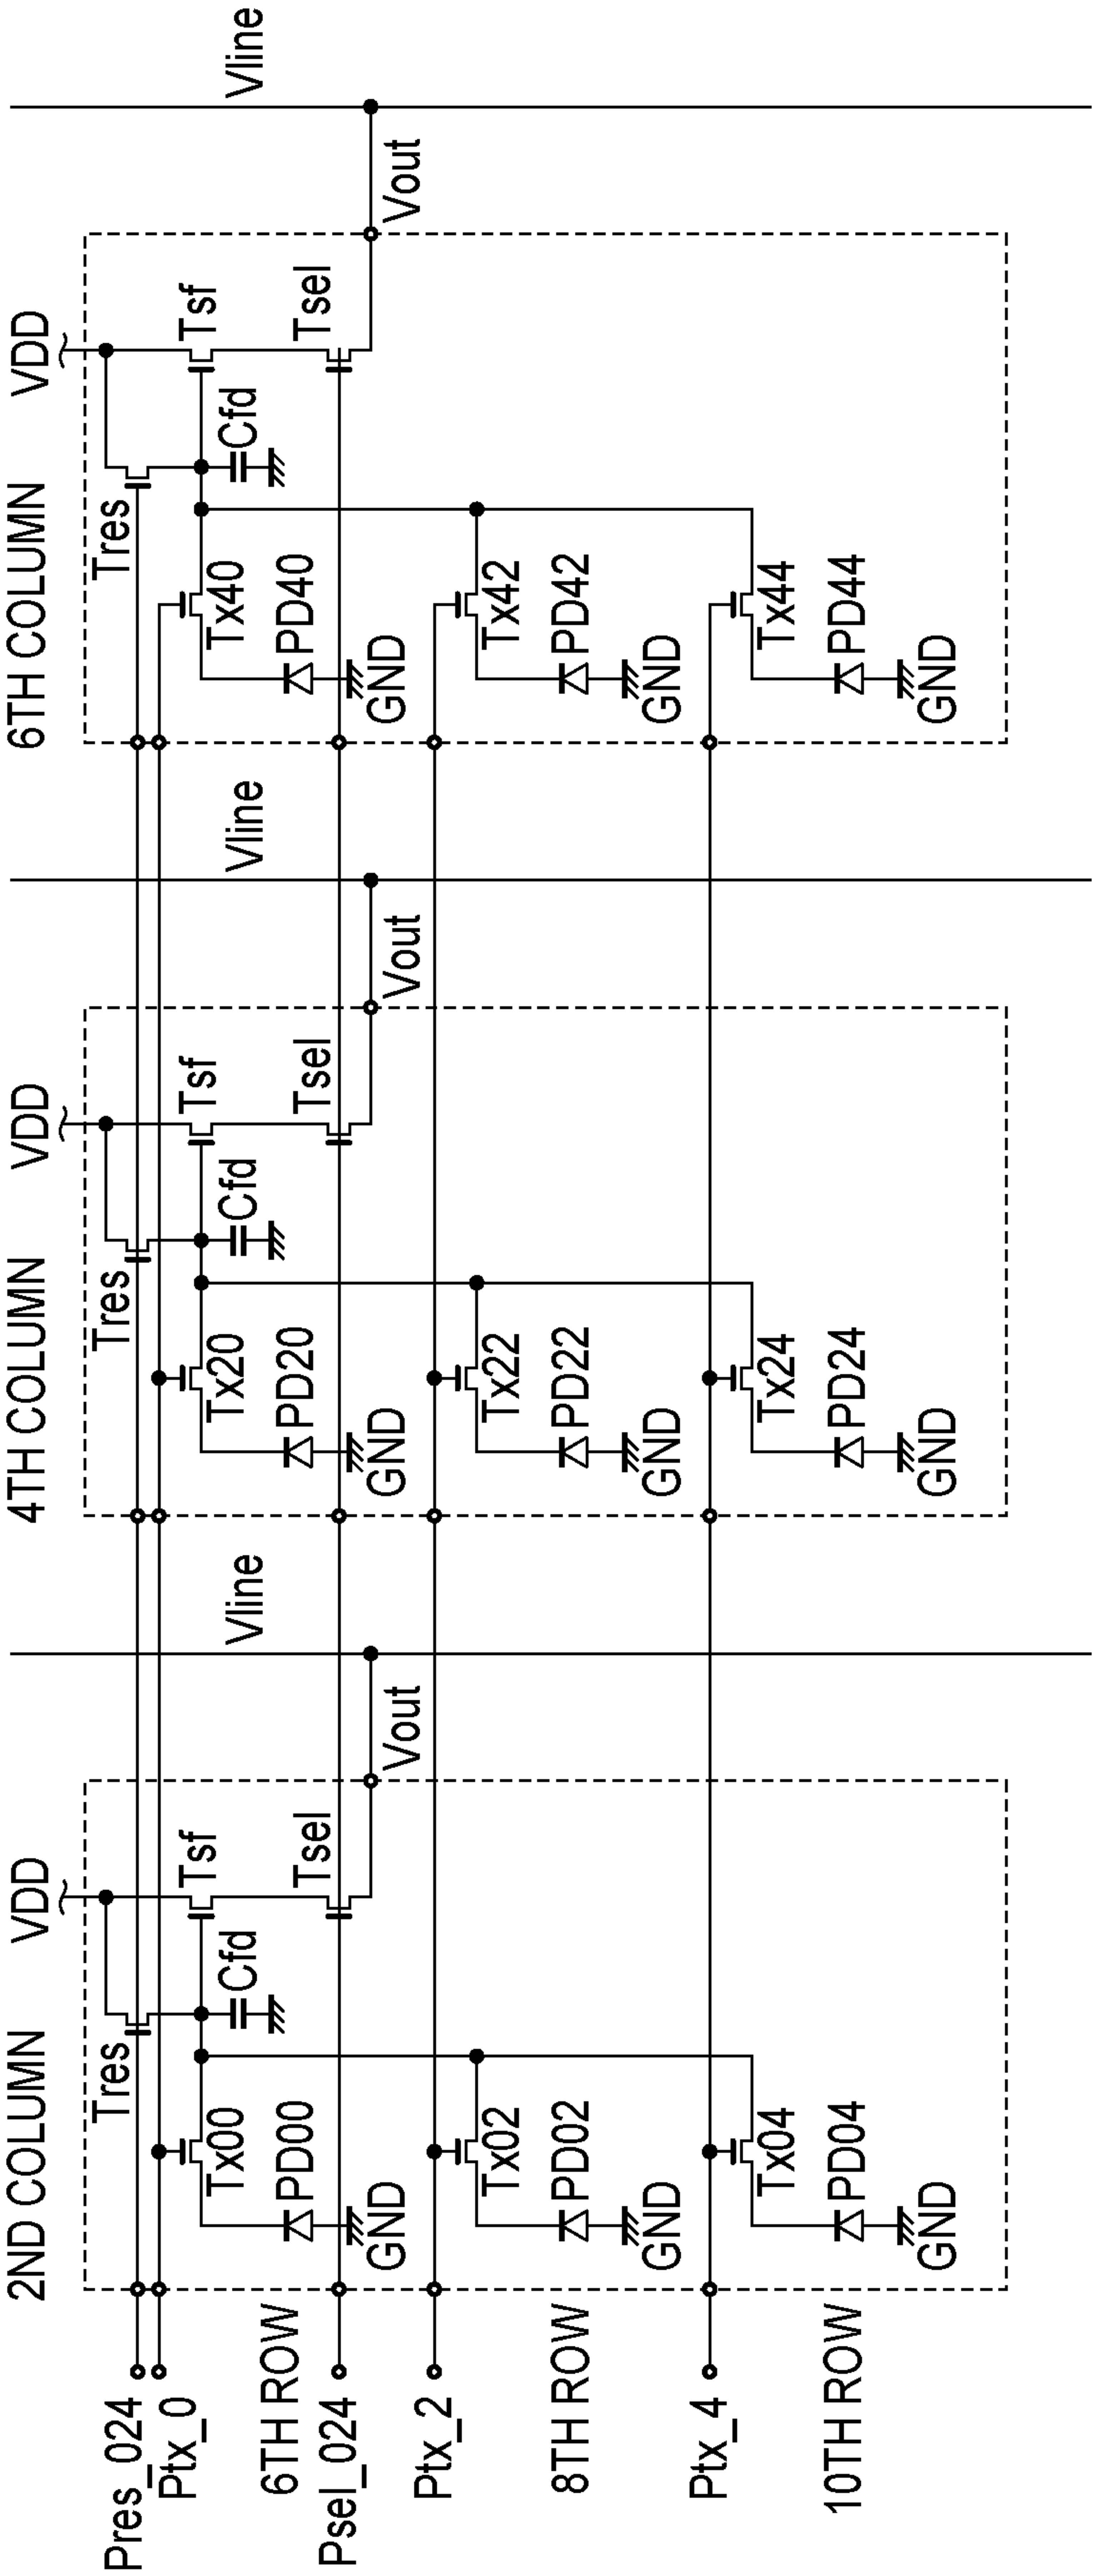 2ND COLUMN
VDD
4TH COLUMN
VDD
6TH COLUMN
VDD
Pres_024
Tres
Tres
Tres
Ptx_0
Tsf
Vline
Tsf
Vline
Tsf
Vline
Tx00
Cfd
Tx20
Cfd
Tx40
Cfd
6TH ROW
PD00
PD20
PD40
Psel_024
Tsel
Tsel
Tsel
GND
Vout
GND
Vout
GND
Vout
Ptx_2
Tx02
Tx22
Tx42
8TH ROW
PD02
PD22
PD42
GND
GND
GND
Ptx_4
Tx04
Tx24
Tx44
10TH ROW
PD04
PD24
PD44
GND
GND
GND